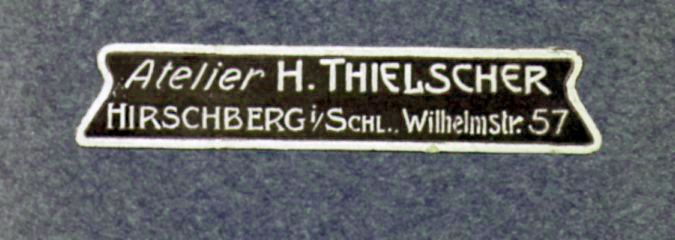 Atelier H. THIELSCHER
HIRSCHBERG i/SCHL., Wilhelmstr. 57